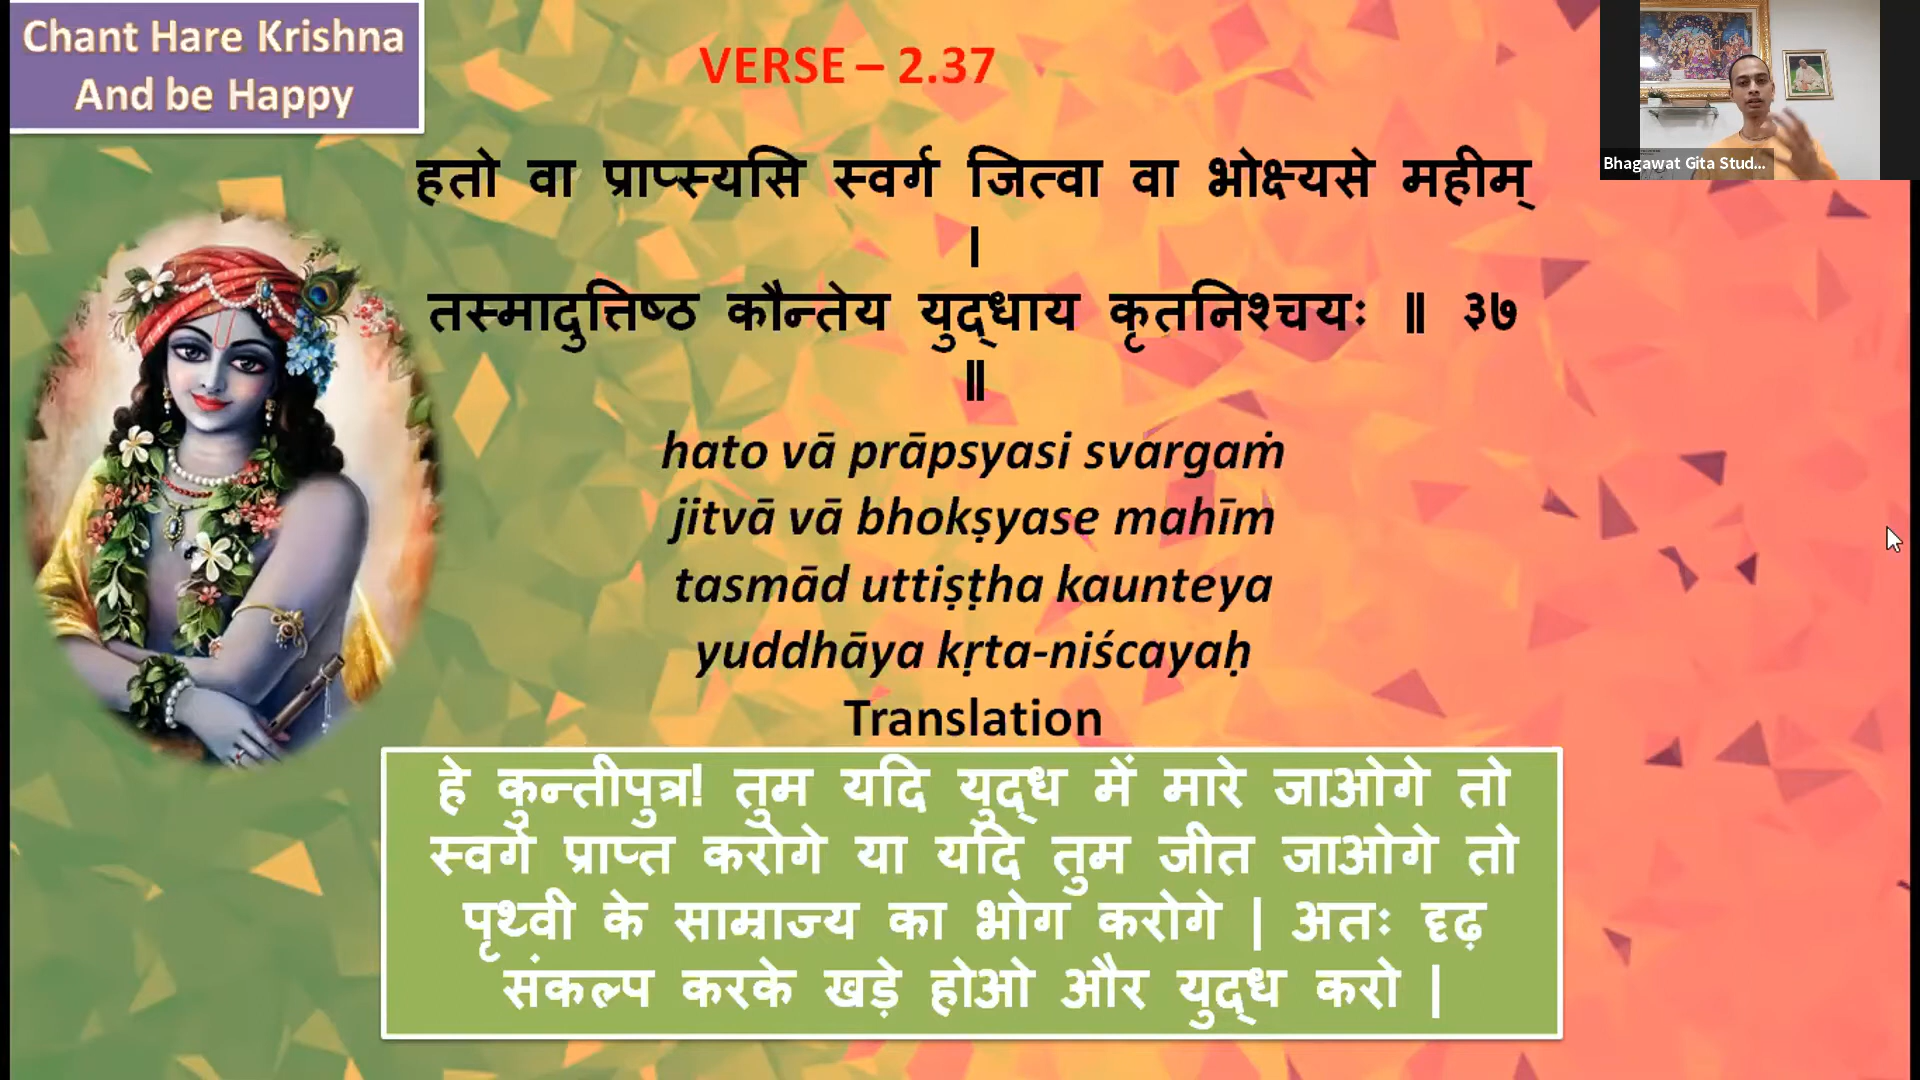 Chant Hare Krishna
And be Happy
VERSE – 2.37
Bhagawat Gita Stud...
हतो वा प्राप्स्यसि स्वर्ग जित्वा वा भोक्ष्यसे महीम्
|
तस्मादुत्तिष्ठ कौन्तेय युद्धाय कृतनिश्चयः ॥ ३७
॥
hato vā prāpsyasi svargaṁ
jitvā vā bhokṣyase mahīm
tasmād uttiṣṭha kaunteya
yuddhāya kṛta-niścayaḥ
Translation
हे कुन्तीपुत्र! तुम यदि युद्ध में मारे जाओगे तो
स्वर्ग प्राप्त करोगे या यदि तुम जीत जाओगे तो
पृथ्वी के साम्राज्य का भोग करोगे | अतः दृढ़
संकल्प करके खड़े होओ और युद्ध करो |